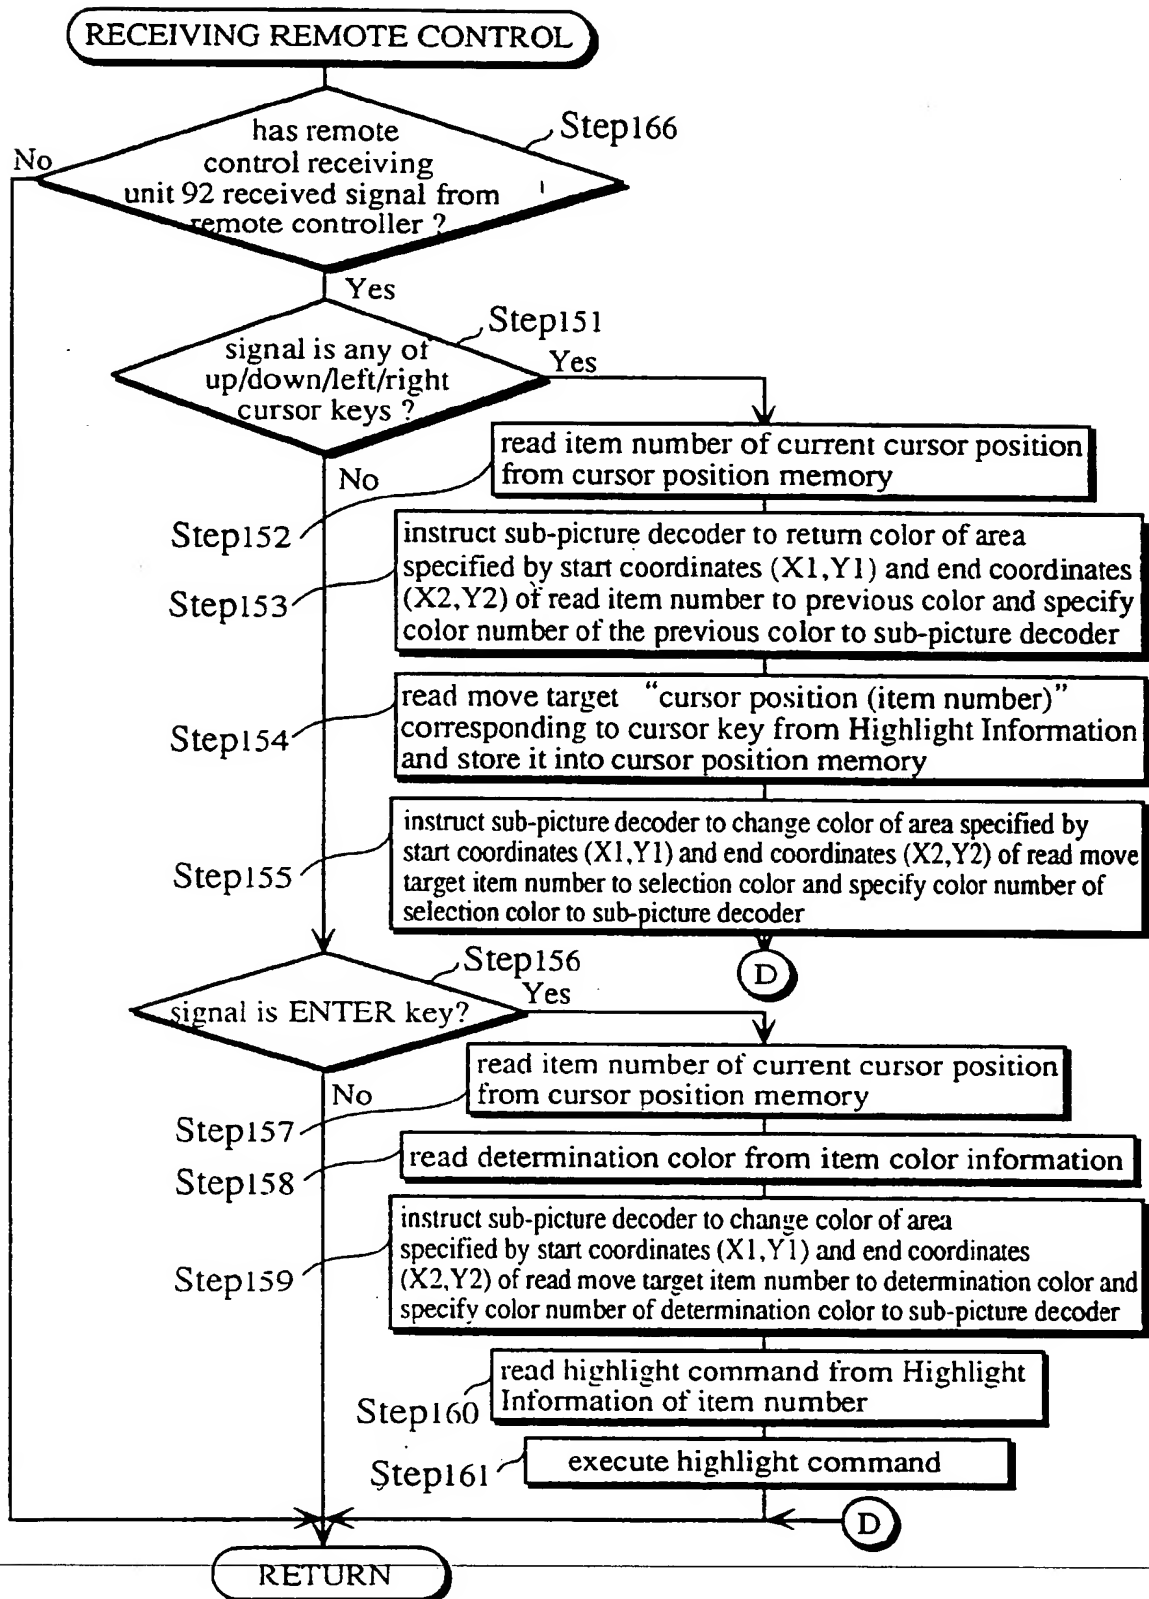 RECEIVING REMOTE CONTROL
has remote
control receiving
unit 92 received signal from
remote controller ?
Step166
No
Yes
signal is any of
up/down/left/right
cursor keys ?
Step151
Yes
No
read item number of current cursor position
from cursor position memory
Step152
instruct sub-picture decoder to return color of area
specified by start coordinates (X1,Y1) and end coordinates
(X2,Y2) of read item number to previous color and specify
color number of the previous color to sub-picture decoder
Step153
read move target "cursor position (item number)"
corresponding to cursor key from Highlight Information
and store it into cursor position memory
Step154
instruct sub-picture decoder to change color of area specified by
start coordinates (X1,Y1) and end coordinates (X2,Y2) of read move
target item number to selection color and specify color number of
selection color to sub-picture decoder
Step155
D
signal is ENTER key?
Step156
Yes
No
read item number of current cursor position
from cursor position memory
Step157
read determination color from item color information
Step158
instruct sub-picture decoder to change color of area
specified by start coordinates (X1,Y1) and end coordinates
(X2,Y2) of read move target item number to determination color and
specify color number of determination color to sub-picture decoder
Step159
read highlight command from Highlight
Information of item number
Step160
execute highlight command
Step161
D
RETURN